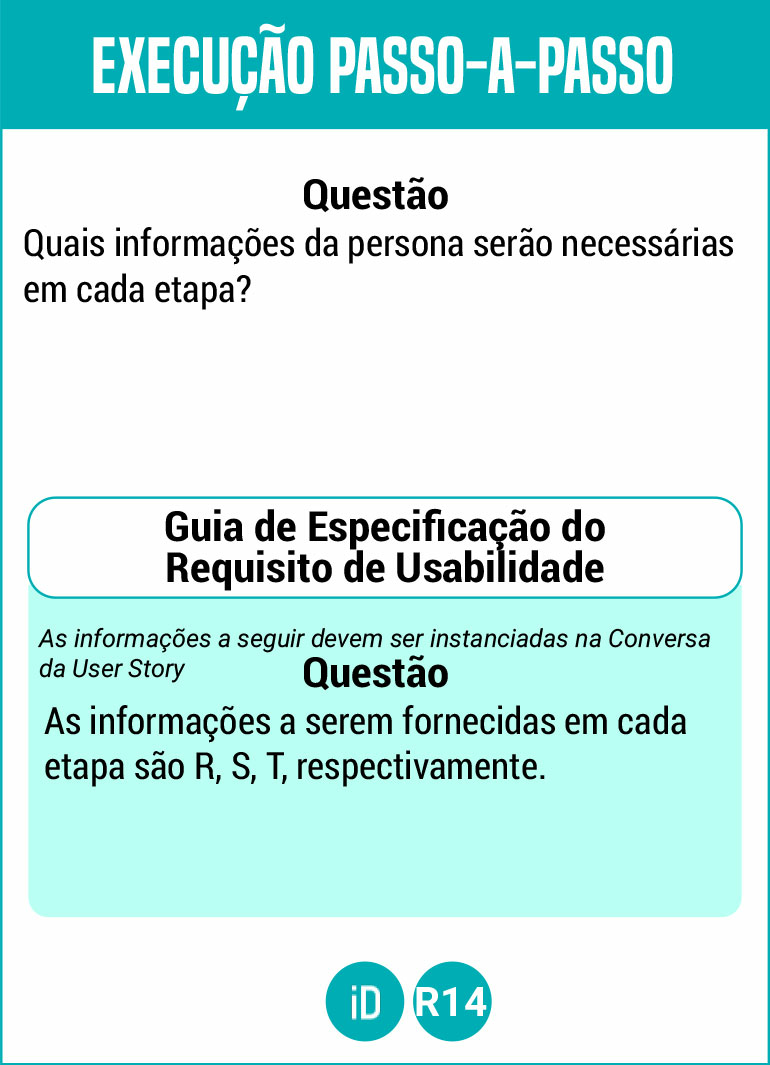 EXECUÇÃO PASSO-A-PASSO
Questão
Quais informações da persona serão necessárias
em cada etapa?
Guia de Especificação do
Requisito de Usabilidade
As informações a seguir devem ser instanciadas na Conversa
da User Story
Questão
As informações a serem fornecidas em cada
etapa são R, S, T, respectivamente.
iD R14